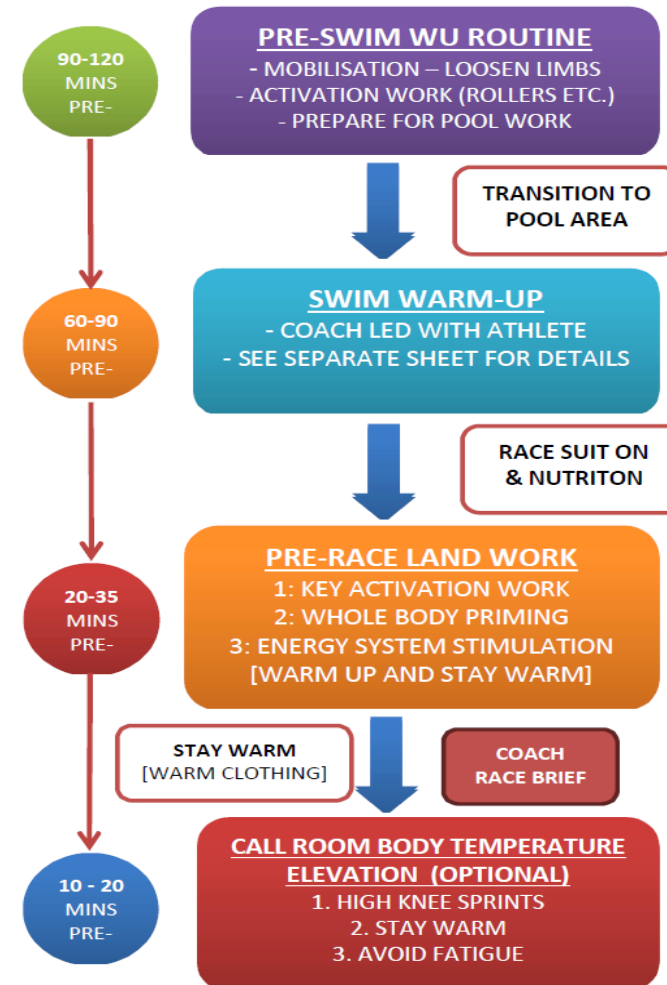 90-120
MINS
PRE-
PRE-SWIM WU ROUTINE
- MOBILISATION – LOOSEN LIMBS
- ACTIVATION WORK (ROLLERS ETC.)
- PREPARE FOR POOL WORK
TRANSITION TO
POOL AREA
60-90
MINS
PRE-
SWIM WARM-UP
- COACH LED WITH ATHLETE
- SEE SEPARATE SHEET FOR DETAILS
RACE SUIT ON
& NUTRITON
20-35
MINS
PRE-
PRE-RACE LAND WORK
1: KEY ACTIVATION WORK
2: WHOLE BODY PRIMING
3: ENERGY SYSTEM STIMULATION
[WARM UP AND STAY WARM]
STAY WARM
[WARM CLOTHING]
COACH
RACE BRIEF
10 - 20
MINS
PRE-
CALL ROOM BODY TEMPERATURE
ELEVATION (OPTIONAL)
1. HIGH KNEE SPRINTS
2. STAY WARM
3. AVOID FATIGUE